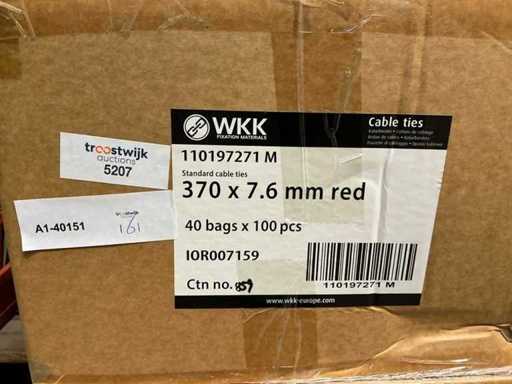 WKK
FIXATION MATERIALS
Cable ties
110197271 M
Standard cable ties
370 x 7.6 mm red
40 bags x 100 pcs
IOR007159
Ctn no.
110197271 M
www.wkk-europe.com
troostwijk
auctions
5207
A1-40151
161